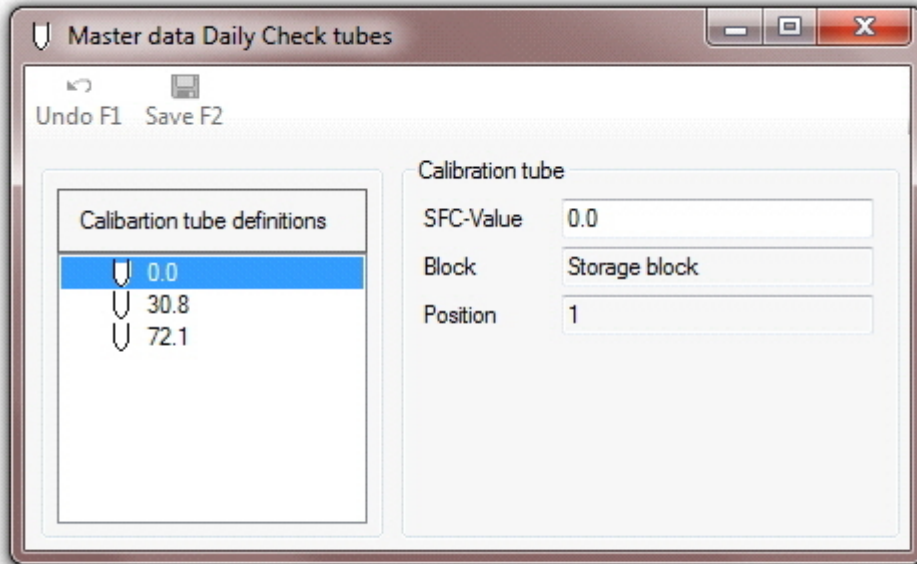 Master data Daily Check tubes
Undo F1 Save F2
Calibartion tube definitions
0.0
30.8
72.1
Calibration tube
SFC-Value 0.0
Block Storage block
Position 1